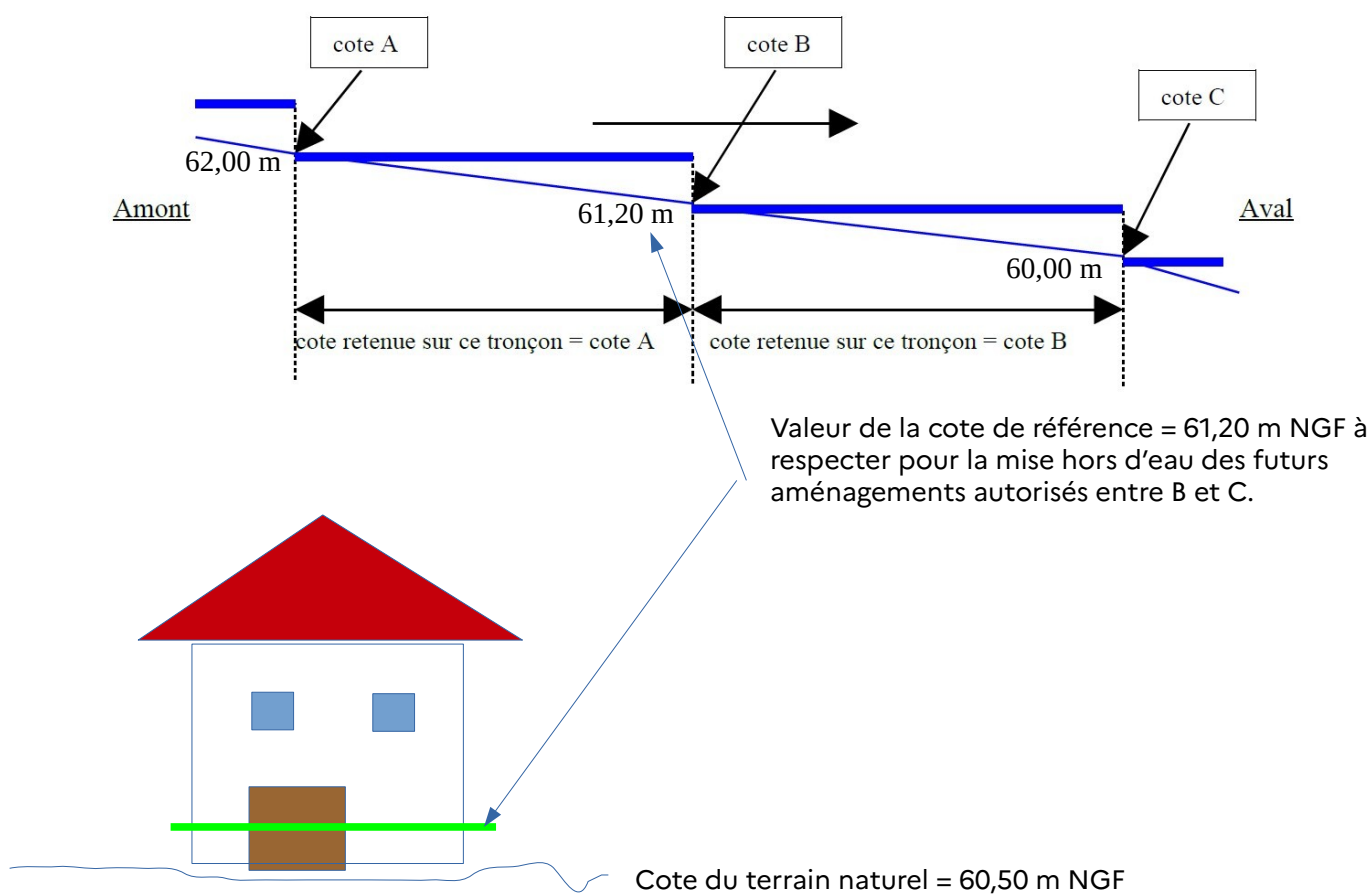 cote A
cote B
cote C
62,00 m
Amont
61,20 m
Aval
60,00 m
cote retenue sur ce tronçon = cote A
cote retenue sur ce tronçon = cote B
Valeur de la cote de référence = 61,20 m NGF à
respecter pour la mise hors d'eau des futurs
aménagements autorisés entre B et C.
Cote du terrain naturel = 60,50 m NGF